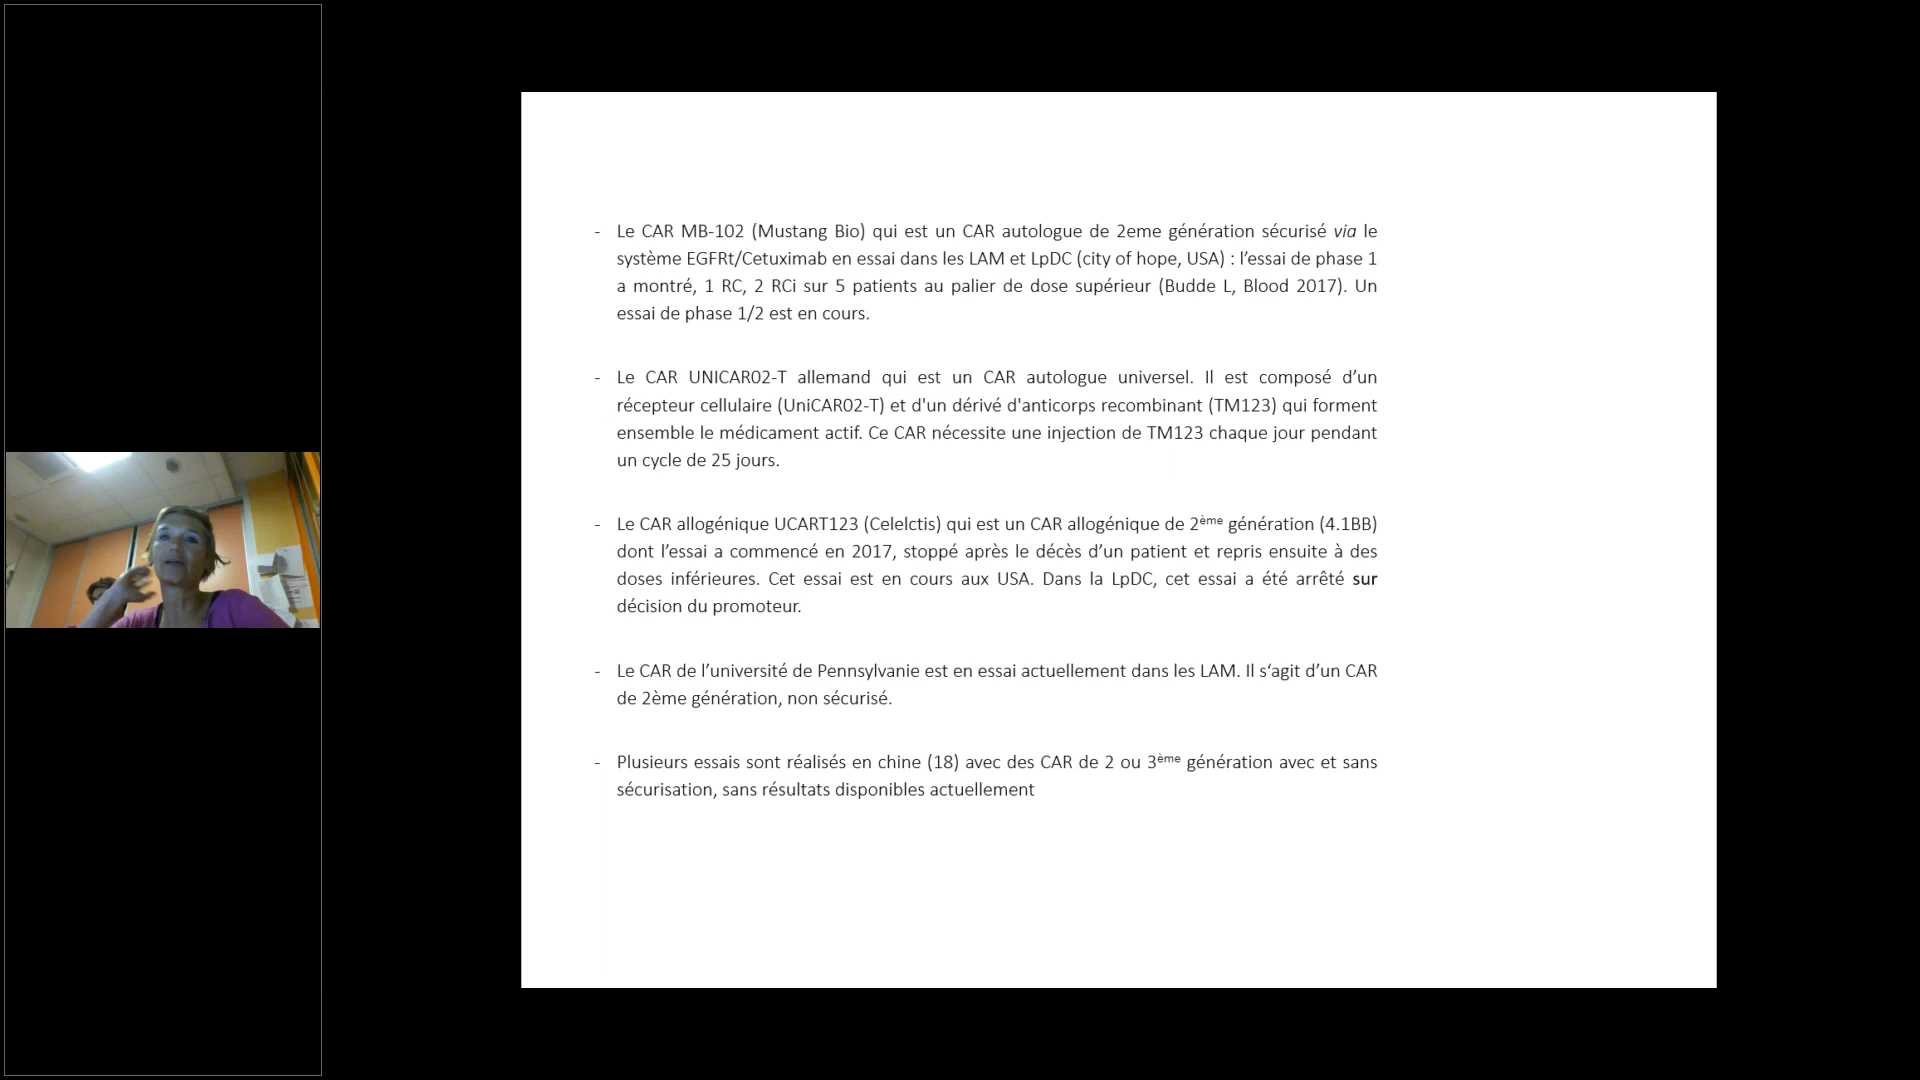 - Le CAR MB-102 (Mustang Bio) qui est un CAR autologue de 2eme génération sécurisé via le
système EGFRt/Cetuximab en essai dans les LAM et LpDC (city of hope, USA) : l’essai de phase 1
a montré, 1 RC, 2 RCi sur 5 patients au palier de dose supérieur (Budde L, Blood 2017). Un
essai de phase 1/2 est en cours.
- Le CAR UNICAR02-T allemand qui est un CAR autologue universel. Il est composé d’un
récepteur cellulaire (UniCAR02-T) et d'un dérivé d'anticorps recombinant (TM123) qui forment
ensemble le médicament actif. Ce CAR nécessite une injection de TM123 chaque jour pendant
un cycle de 25 jours.
- Le CAR allogénique UCART123 (Celelctis) qui est un CAR allogénique de 2ème génération (4.1BB)
dont l’essai a commencé en 2017, stoppé après le décès d’un patient et repris ensuite à des
doses inférieures. Cet essai est en cours aux USA. Dans la LpDC, cet essai a été arrêté sur
décision du promoteur.
- Le CAR de l’université de Pennsylvanie est en essai actuellement dans les LAM. Il s‘agit d’un CAR
de 2ème génération, non sécurisé.
- Plusieurs essais sont réalisés en chine (18) avec des CAR de 2 ou 3ème génération avec et sans
sécurisation, sans résultats disponibles actuellement